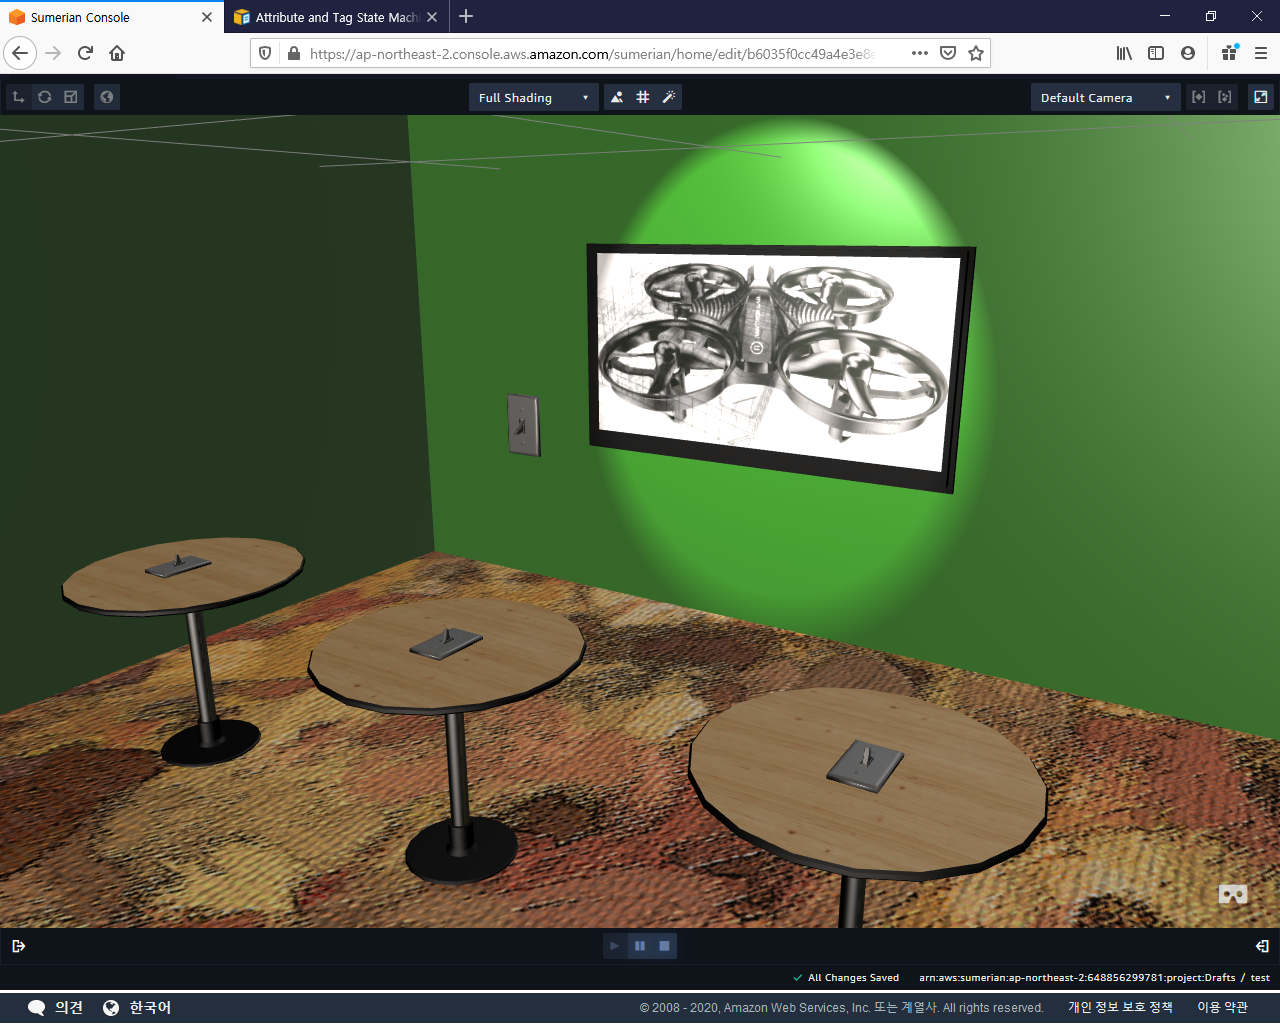 Sumerian Console
Attribute and Tag State Mach
https://ap-northeast-2.console.aws.amazon.com/sumerian/home/edit/b6035f0cc49a4e3e8
Full Shading
Default Camera
All Changes Saved
arn:aws:sumerian:ap-northeast-2:648856299781:project:Drafts / test
의견
한국어
© 2008 - 2020, Amazon Web Services, Inc. 또는 계열사. All rights reserved.
개인 정보 보호 정책
이용 약관